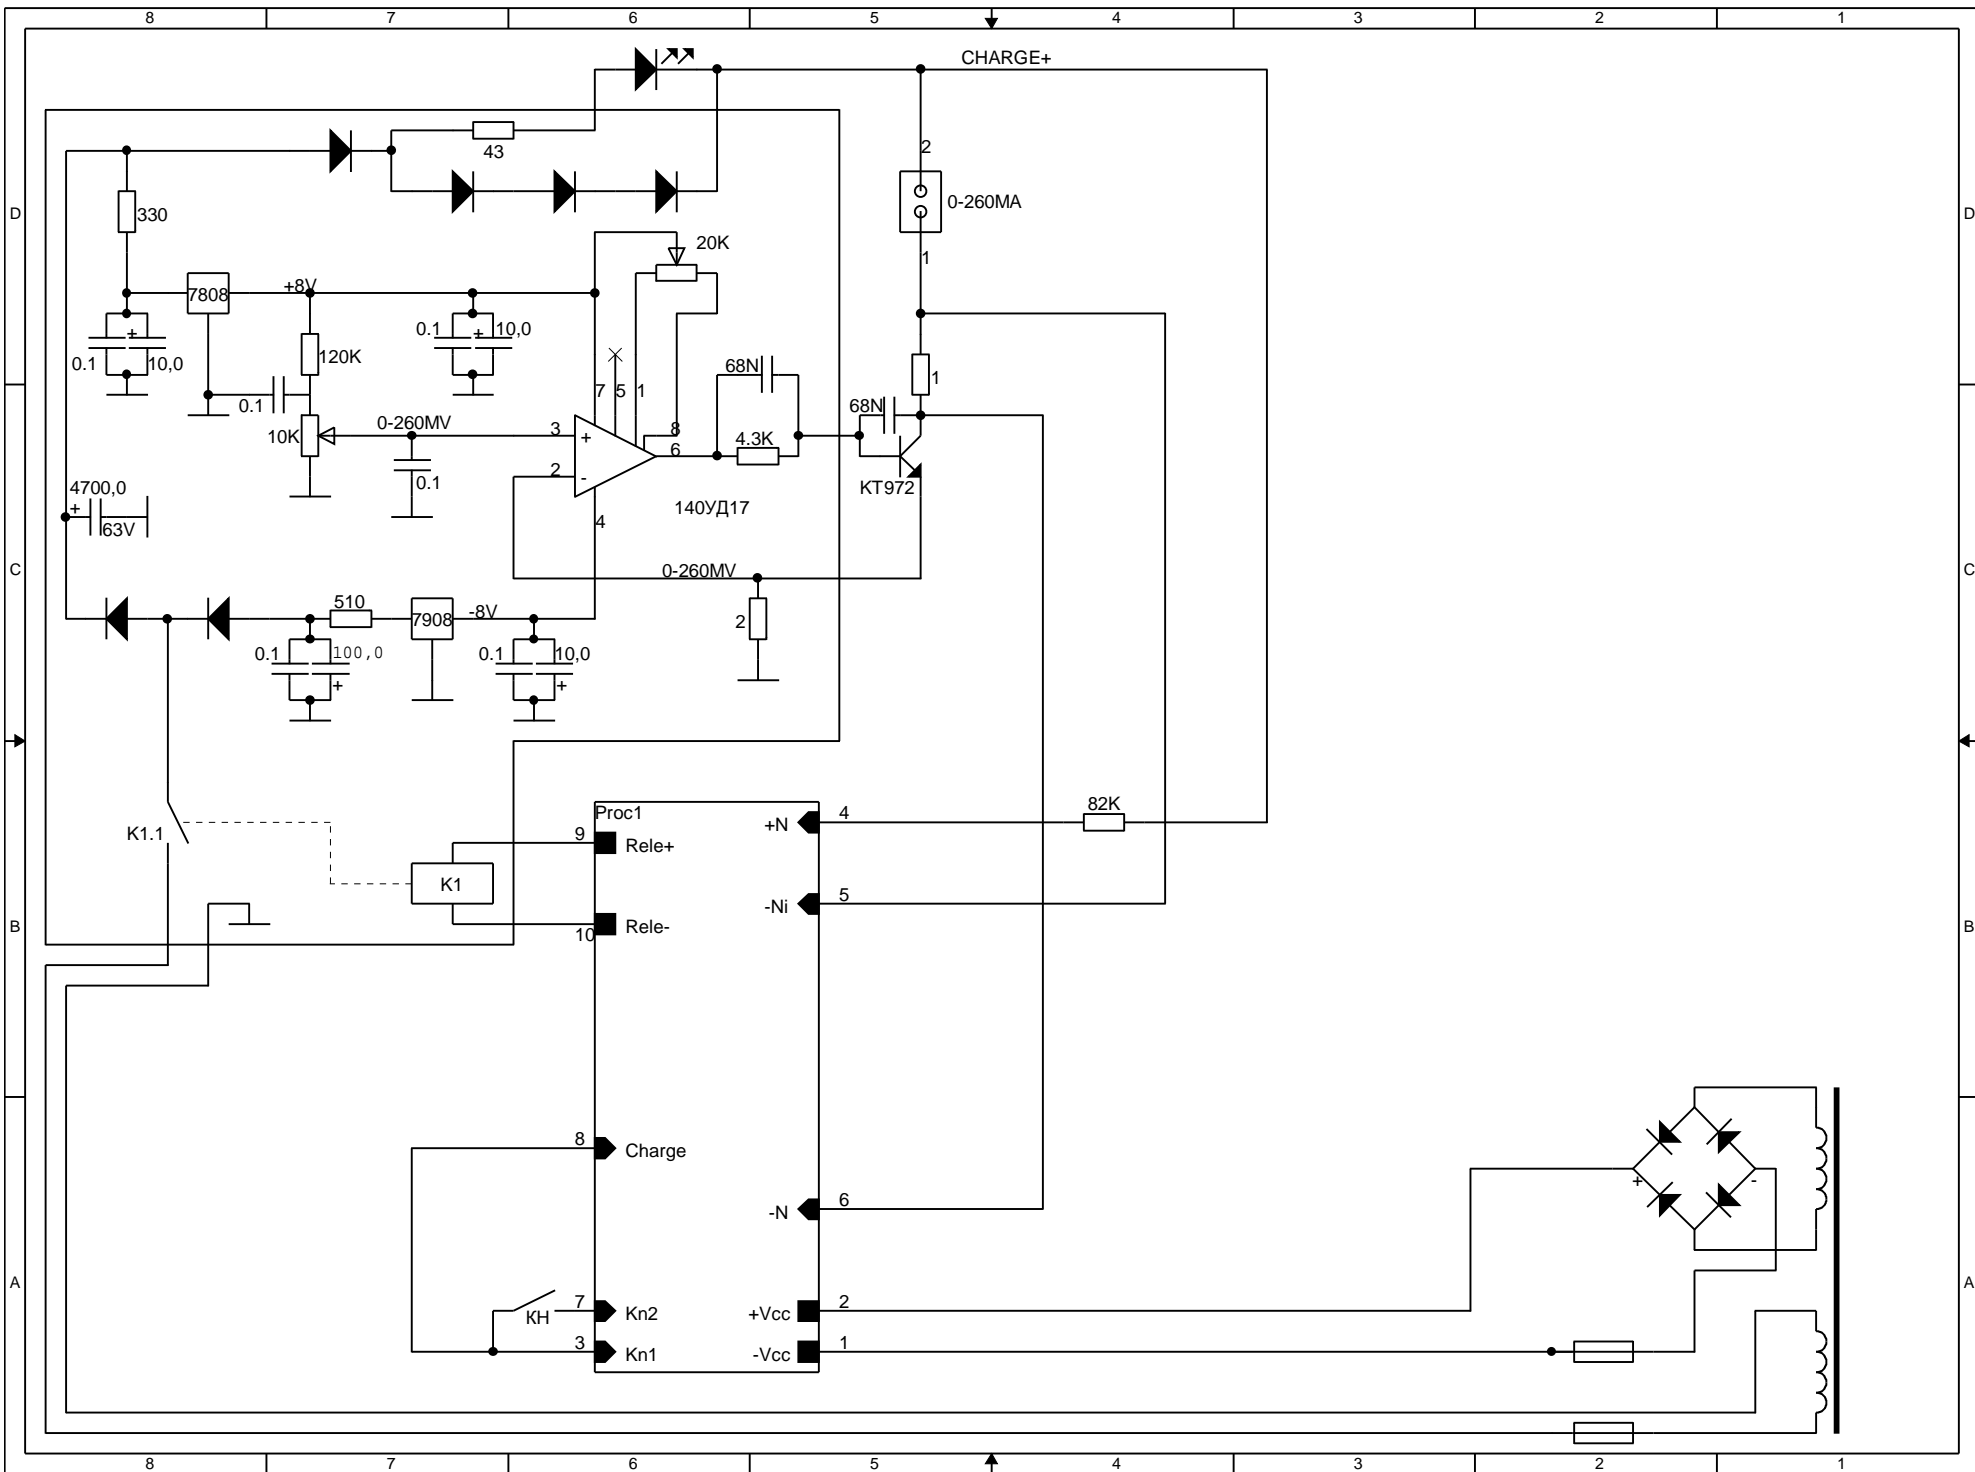 8 7 6 5 4 3 2 1
CHARGE+
43
2
0-260MA
1
D D
330
20K
7808
+8V
0.1
+
10,0
120K
0.1
+
10,0
7 5 1
68N
1
0.1
68N
10K
0-260MV
3
+
8
4.3K
6
2
-
0.1
KT972
4700,0
+
63V
140УД17
4
C C
0-260MV
510
7908
-8V
2
0.1
100,0
+
0.1
10,0
+
Proc1
K1.1
9
Rele+
+N
4
82K
K1
-Ni
5
B B
10
Rele-
8
Charge
+
-
-N
6
A A
КН
7
Kn2
+Vcc
2
3
Kn1
-Vcc
1
8 7 6 5 4 3 2 1